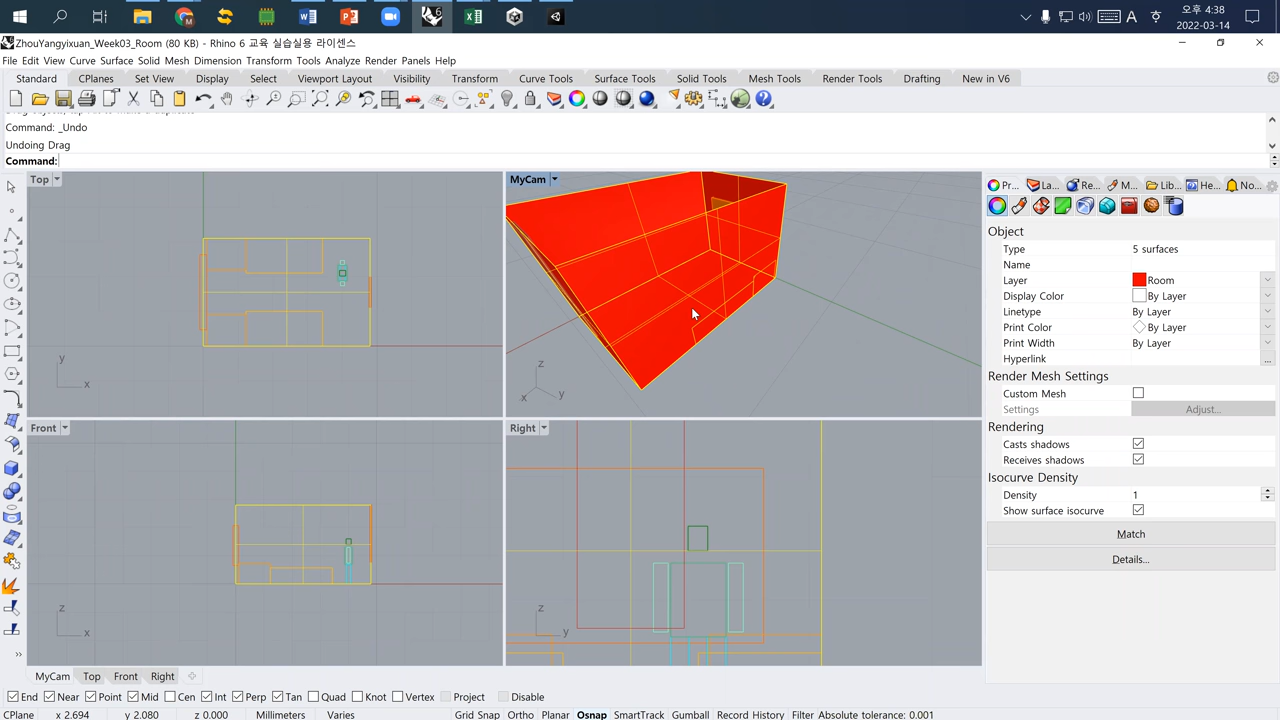 오후 4:38
2022-03-14
A
ZhouYangyixuan_Week03_Room (80 KB) - Rhino 6 교육 실습실용 라이센스
File Edit View Curve Surface Solid Mesh Dimension Transform Tools Analyze Render Panels Help
Standard CPlanes Set View Display Select Viewport Layout Visibility Transform Curve Tools Surface Tools Solid Tools Mesh Tools Render Tools Drafting New in V6
Command: _Undo
Undoing Drag
Command:
Top
MyCam
Pr... La... Re... M... Lib... He... No...
Object
Type 5 surfaces
Name
Layer Room
Display Color By Layer
Linetype By Layer
Print Color By Layer
Print Width By Layer
Hyperlink ...
Render Mesh Settings
Custom Mesh
Settings Adjust...
Rendering
Casts shadows
Receives shadows
Isocurve Density
Density 1
Show surface isocurve
Match
Details...
y
x
z
x
y
Front
Right
z
x
z
y
MyCam Top Front Right
End Near Point Mid Cen Int Perp Tan Quad Knot Vertex Project Disable
CPlane x 2.694 y 2.080 z 0.000 Millimeters Varies Grid Snap Ortho Planar Osnap SmartTrack Gumball Record History Filter Absolute tolerance: 0.001